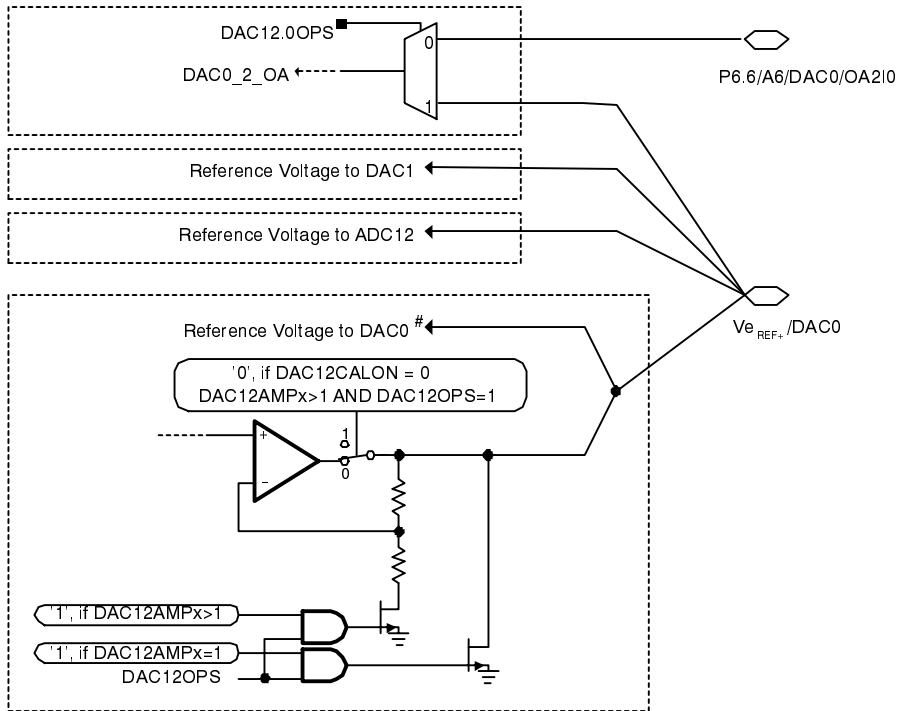 DAC12.0OPS
0
P6.6/A6/DAC0/OA2I0
DAC0_2_OA
1
Reference Voltage to DAC1
Reference Voltage to ADC12
Ve REF+ /DAC0
Reference Voltage to DAC0 #
'0', if DAC12CALON = 0
DAC12AMPx>1 AND DAC12OPS=1
+
1
−
0
'1', if DAC12AMPx>1
'1', if DAC12AMPx=1
DAC12OPS